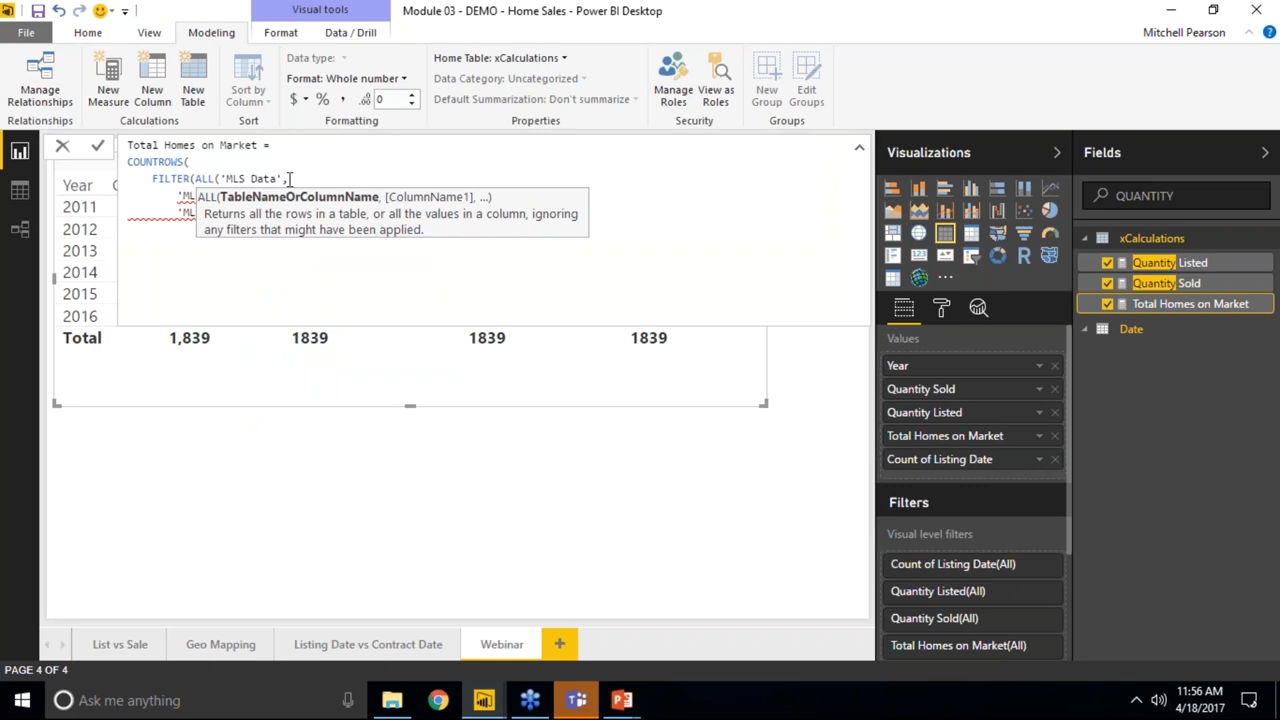 Visual tools
Module 03 - DEMO - Home Sales - Power BI Desktop
File
Home
View
Modeling
Format
Data / Drill
Mitchell Pearson
Manage Relationships
Relationships
New Measure
New Column
New Table
Calculations
Sort by Column
Sort
Data type:
Format: Whole number
$ % , .00 0
Formatting
Home Table: xCalculations
Data Category: Uncategorized
Default Summarization: Don't summarize
Properties
Manage Roles
View as Roles
Security
New Group
Edit Groups
Groups
Total Homes on Market =
COUNTROWS(
FILTER(ALL('MLS Data',
'ML
'ML
ALL(TableNameOrColumnName, [ColumnName1], ...)
Returns all the rows in a table, or all the values in a column, ignoring
any filters that might have been applied.
Year
2011
2012
2013
2014
2015
2016
Total 1,839 1839 1839 1839
Visualizations
R
Values
Year
Quantity Sold
Quantity Listed
Total Homes on Market
Count of Listing Date
Filters
Visual level filters
Count of Listing Date(All)
Quantity Listed(All)
Quantity Sold(All)
Total Homes on Market(All)
Fields
QUANTITY
xCalculations
Quantity Listed
Quantity Sold
Total Homes on Market
Date
List vs Sale
Geo Mapping
Listing Date vs Contract Date
Webinar
PAGE 4 OF 4
Ask me anything
11:56 AM
4/18/2017